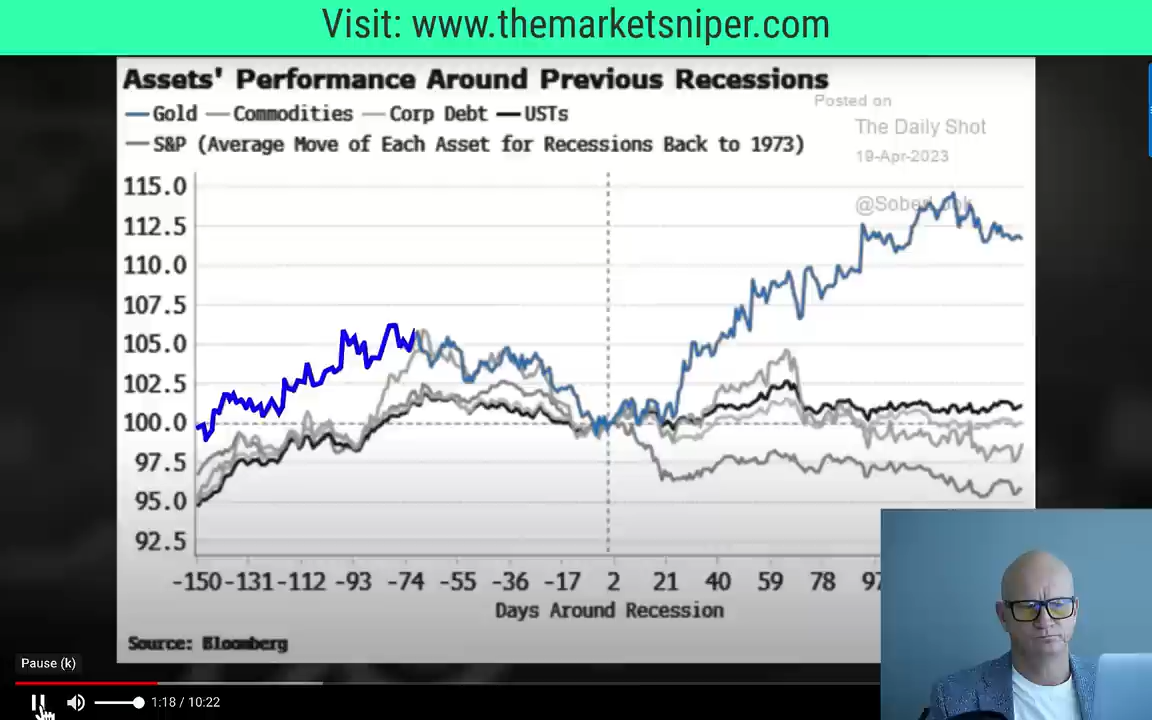 Visit: www.themarketsniper.com
Assets' Performance Around Previous Recessions
Gold Commodities Corp Debt USTs
Posted on
S&P (Average Move of Each Asset for Recessions Back to 1973)
The Daily Shot
19-Apr-2023
@SoberLook
115.0
112.5
110.0
107.5
105.0
102.5
100.0
97.5
95.0
92.5
-150 -131 -112 -93 -74 -55 -36 -17 2 21 40 59 78 97
Days Around Recession
Source: Bloomberg
Pause (k)
1:18 / 10:22